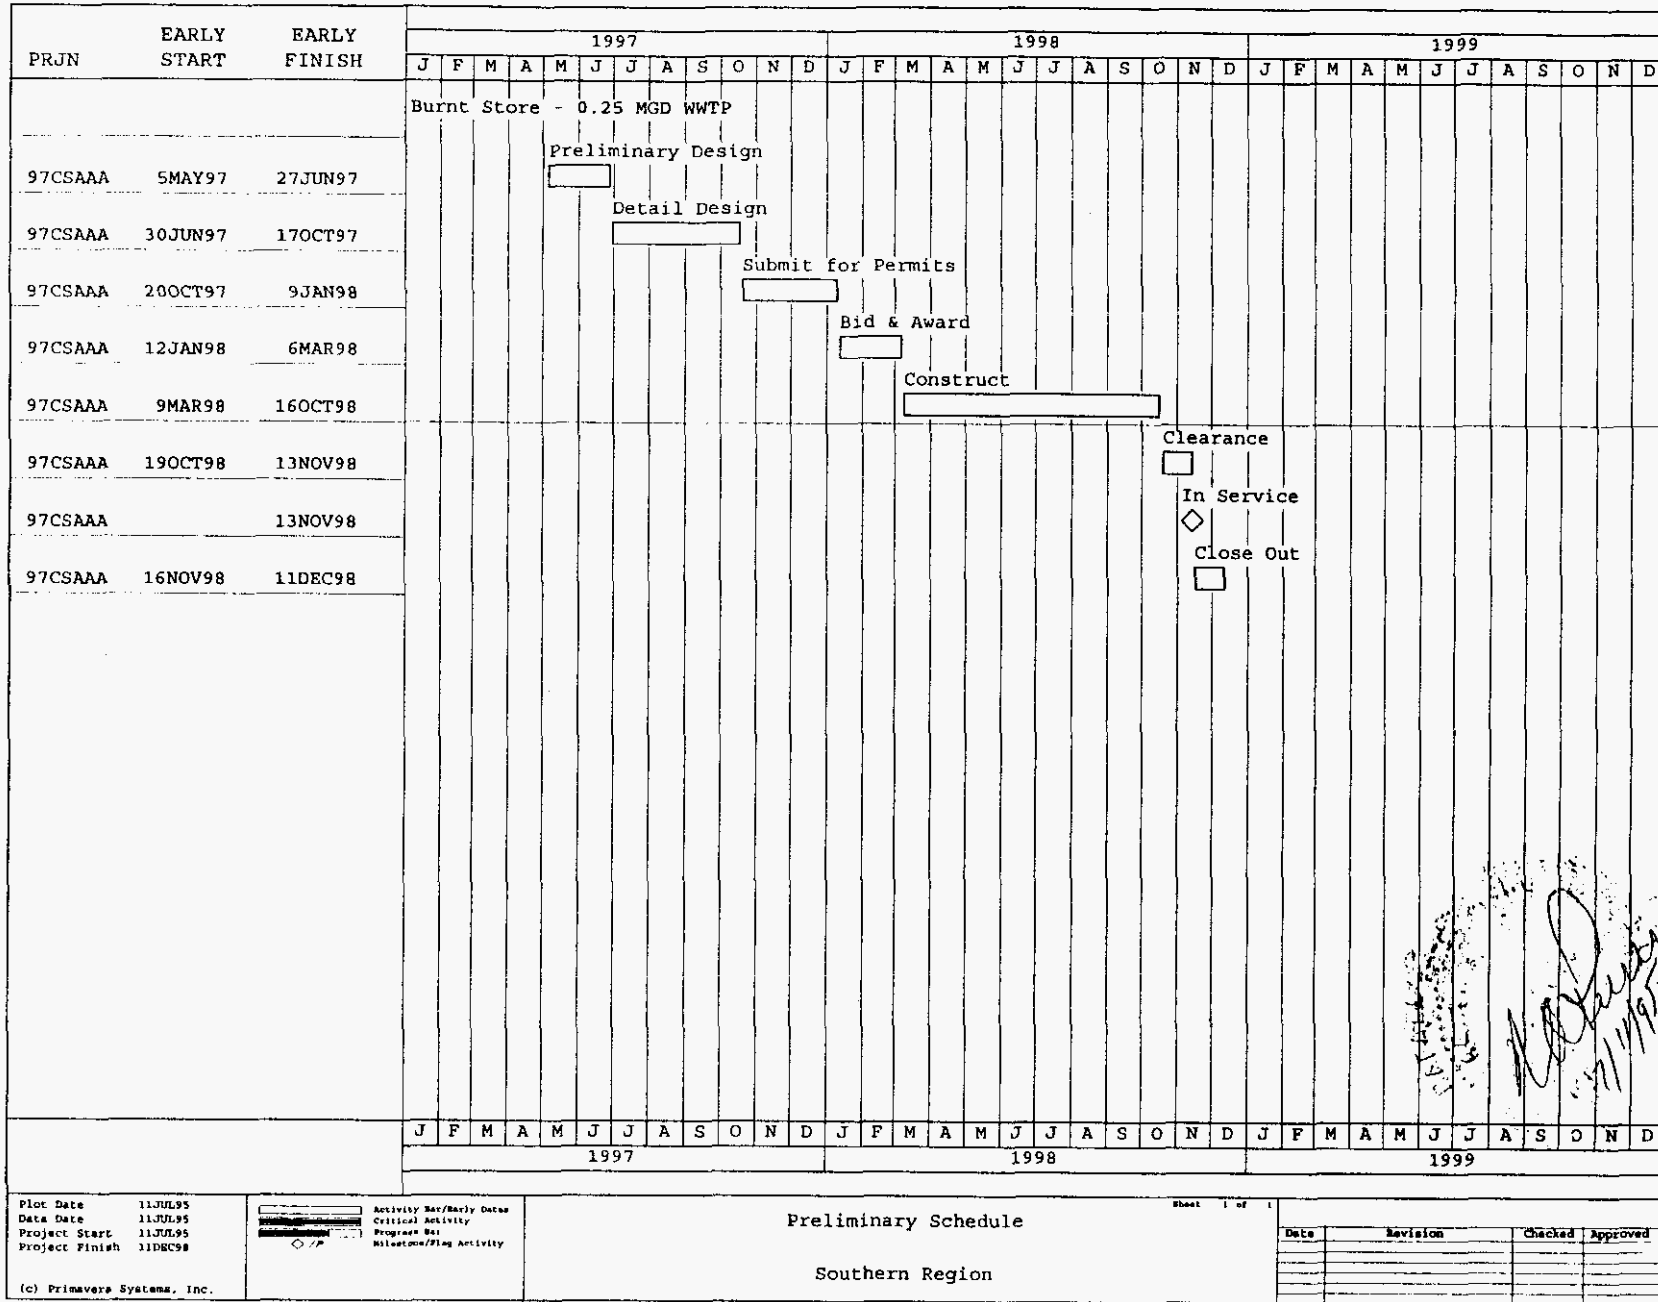 PRJN EARLY START EARLY FINISH
1997 1998 1999
J F M A M J J A S O N D J F M A M J J A S O N D J F M A M J J A S O N D
Burnt Store - 0.25 MGD WWTP
Preliminary Design
97CSAAA 5MAY97 27JUN97
Detail Design
97CSAAA 30JUN97 17OCT97
Submit for Permits
97CSAAA 20OCT97 9JAN98
Bid & Award
97CSAAA 12JAN98 6MAR98
Construct
97CSAAA 9MAR98 16OCT98
Clearance
97CSAAA 19OCT98 13NOV98
In Service
97CSAAA 13NOV98
Close Out
97CSAAA 16NOV98 11DEC98
J F M A M J J A S O N D J F M A M J J A S O N D J F M A M J J A S O N D
1997 1998 1999
Plot Date 11JUL95
Data Date 11JUL95
Project Start 11JUL95
Project Finish 11DEC98
(c) Primavera Systems, Inc.
Activity Bar/Early Dates
Critical Activity
Progress Bar
Milestone/Flag Activity
Preliminary Schedule
Southern Region
Sheet 1 of 1
Date Revision Checked Approved